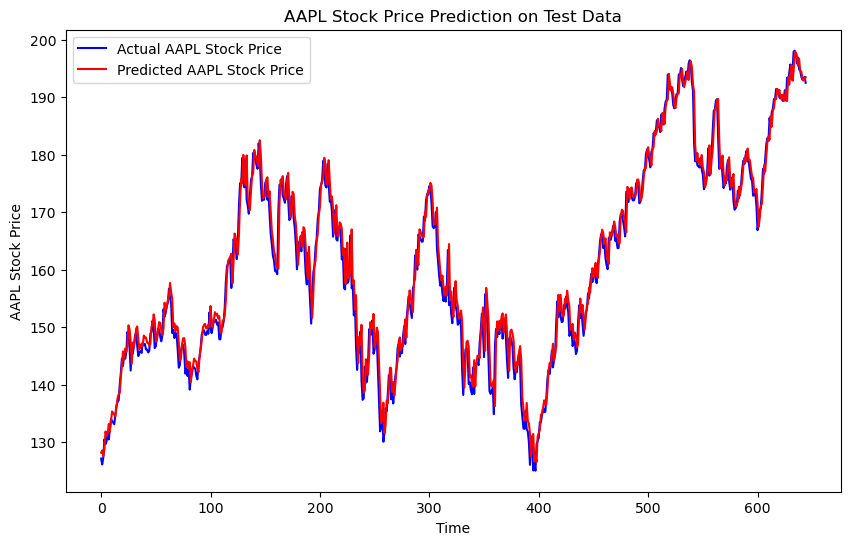 AAPL Stock Price Prediction on Test Data
Actual AAPL Stock Price
Predicted AAPL Stock Price
AAPL Stock Price
200
190
180
170
160
150
140
130
0 100 200 300 400 500 600
Time